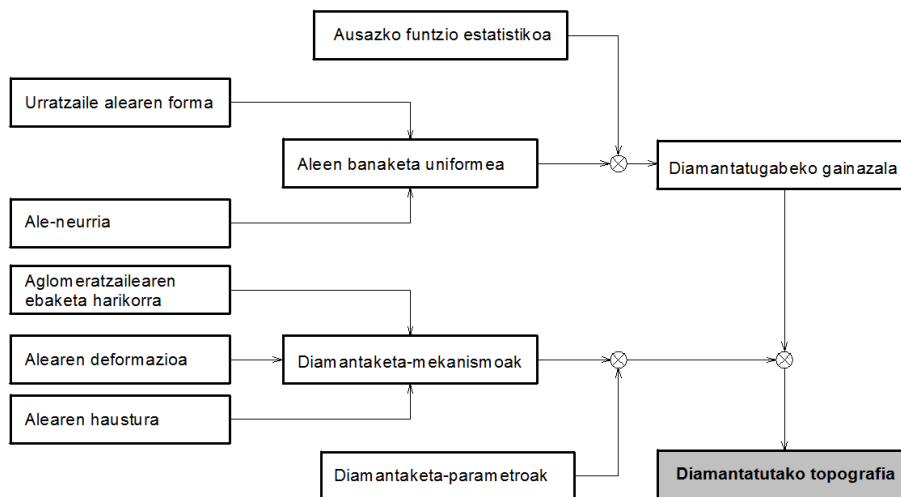 Ausazko funtzio estatistikoa
Urratzaile alearen forma
Aleen banaketa uniformea
Diamantatugabeko gainazala
Ale-neurria
Aglomeratzailearen
ebaketa harikorra
Alearen deformazioa
Diamantaketa-mekanismoak
Alearen haustura
Diamantaketa-parametroak
Diamantatutako topografia